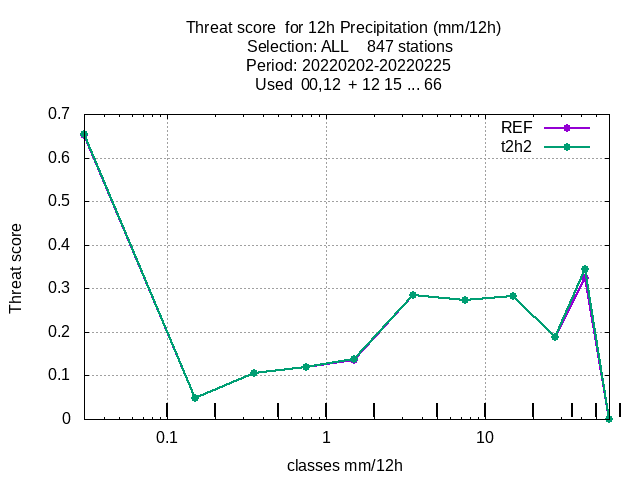 Threat score  for 12h Precipitation (mm/12h)
Selection: ALL    847 stations
Period: 20220202-20220225
Used  00,12  + 12 15 ... 66
REF
t2h2
0.7
0.6
0.5
0.4
0.3
0.2
0.1
0
Threat score
0.1 1 10
classes mm/12h